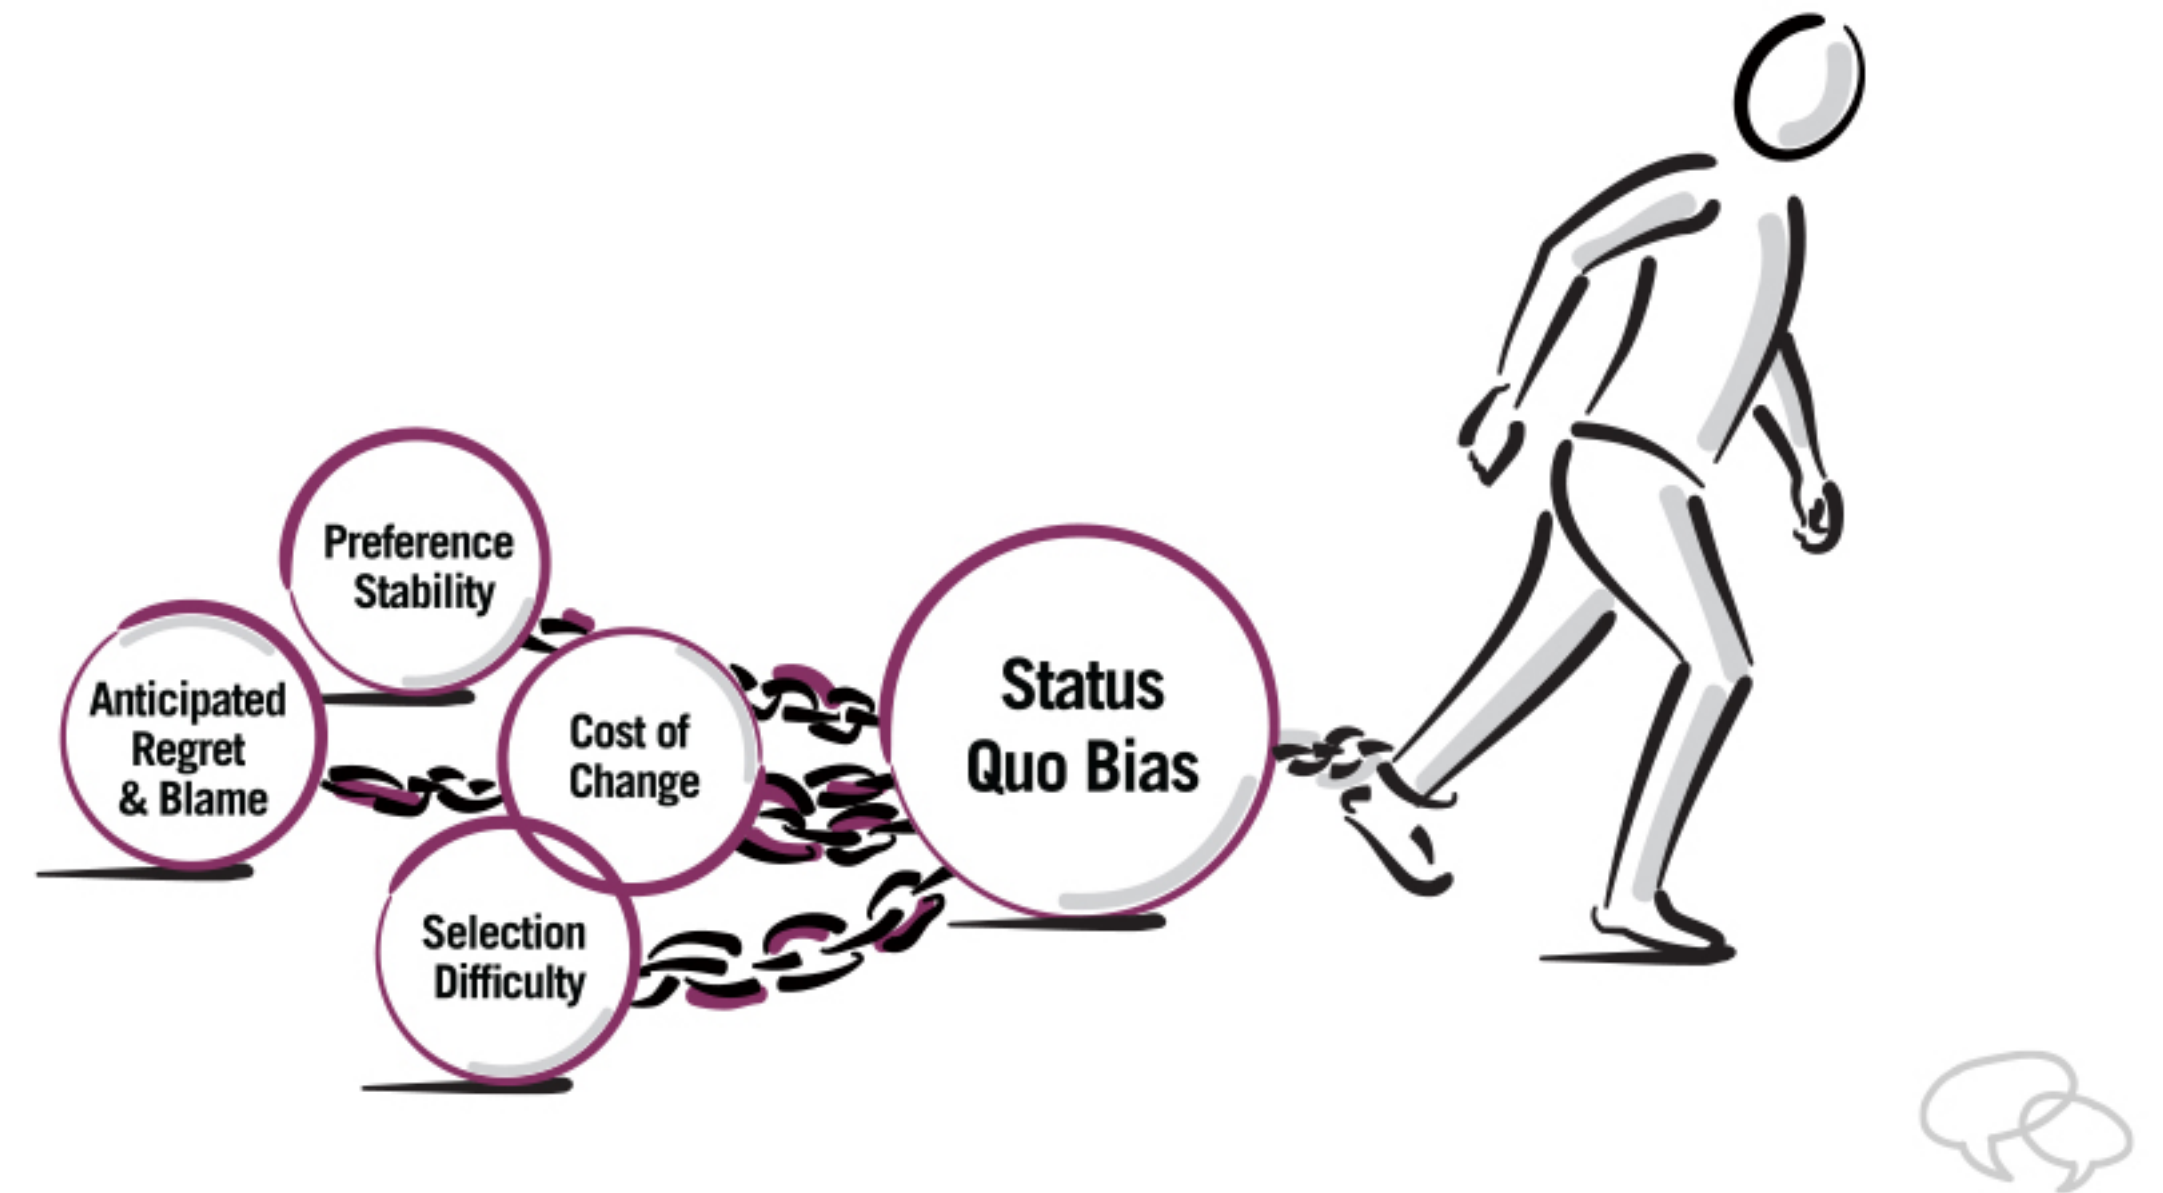 Preference
Stability
Anticipated
Regret
& Blame
Cost of
Change
Selection
Difficulty
Status
Quo Bias